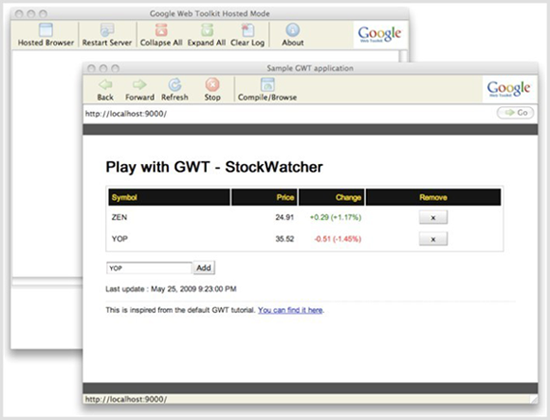 Google Web Toolkit Hosted Mode
Hosted Browser Restart Server Collapse All Expand All Clear Log About
Google
Web Toolkit
Sample GWT application
Back Forward Refresh Stop Compile/Browse
Google
Web Toolkit
http://localhost:9000/ Go
Play with GWT - StockWatcher
Symbol Price Change Remove
ZEN 24.91 +0.29 (+1.17%) x
YOP 35.52 -0.51 (-1.45%) x
YOP Add
Last update : May 25, 2009 9:23:00 PM
This is inspired from the default GWT tutorial. You can find it here.
http://localhost:9000/